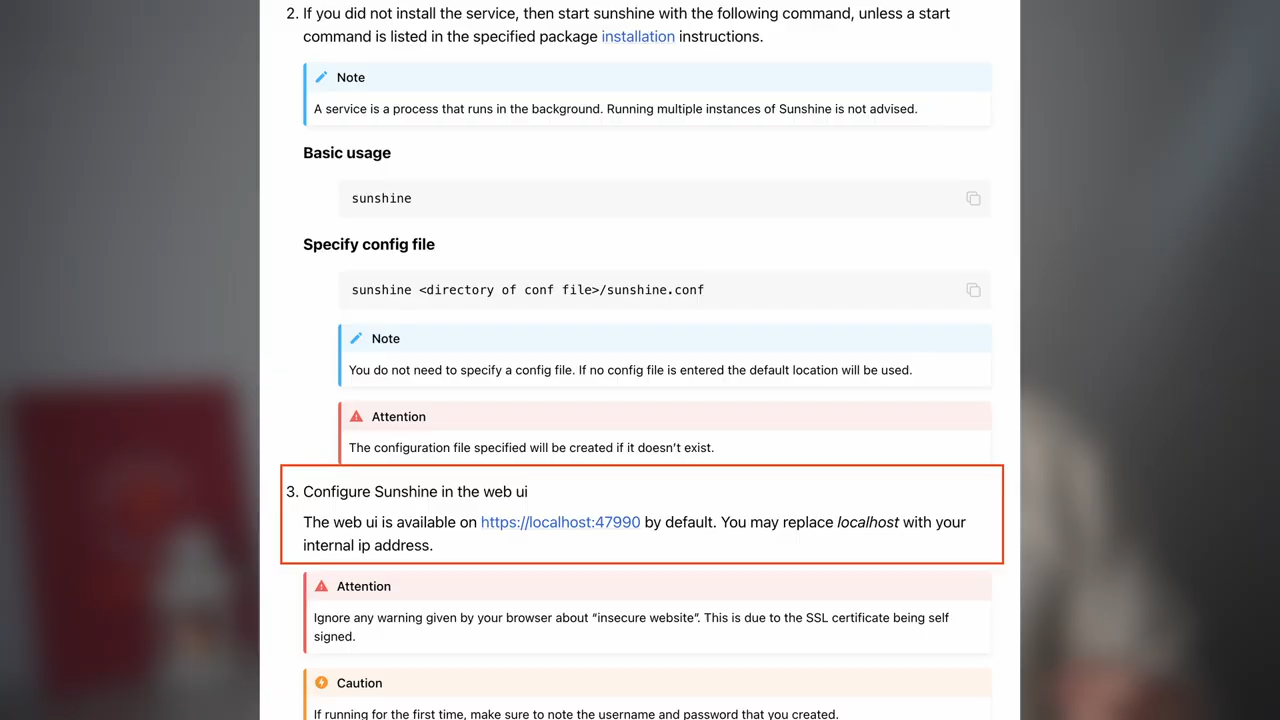 2. If you did not install the service, then start sunshine with the following command, unless a start
command is listed in the specified package installation instructions.
Note
A service is a process that runs in the background. Running multiple instances of Sunshine is not advised.
Basic usage
sunshine
Specify config file
sunshine <directory of conf file>/sunshine.conf
Note
You do not need to specify a config file. If no config file is entered the default location will be used.
Attention
The configuration file specified will be created if it doesn’t exist.
3. Configure Sunshine in the web ui
The web ui is available on https://localhost:47990 by default. You may replace localhost with your
internal ip address.
Attention
Ignore any warning given by your browser about “insecure website”. This is due to the SSL certificate being self
signed.
Caution
If running for the first time, make sure to note the username and password that you created.